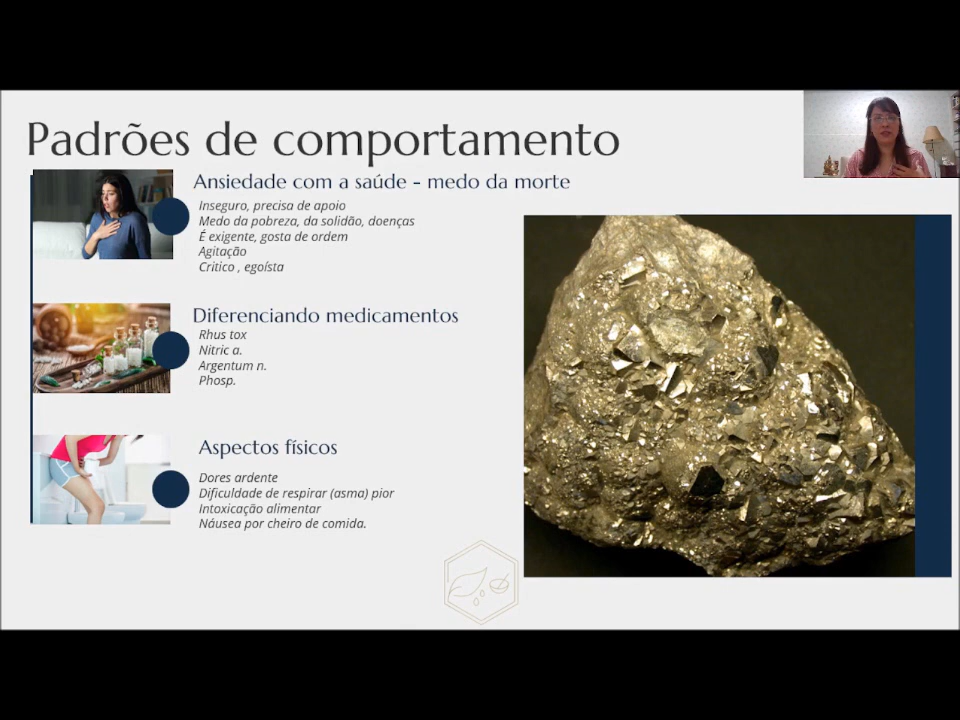 Padrões de comportamento
Ansiedade com a saúde - medo da morte
Inseguro, precisa de apoio
Medo da pobreza, da solidão, doenças
É exigente, gosta de ordem
Agitação
Critico , egoísta
Diferenciando medicamentos
Rhus tox
Nitric a.
Argentum n.
Phosp.
Aspectos físicos
Dores ardente
Dificuldade de respirar (asma) pior
Intoxicação alimentar
Náusea por cheiro de comida.